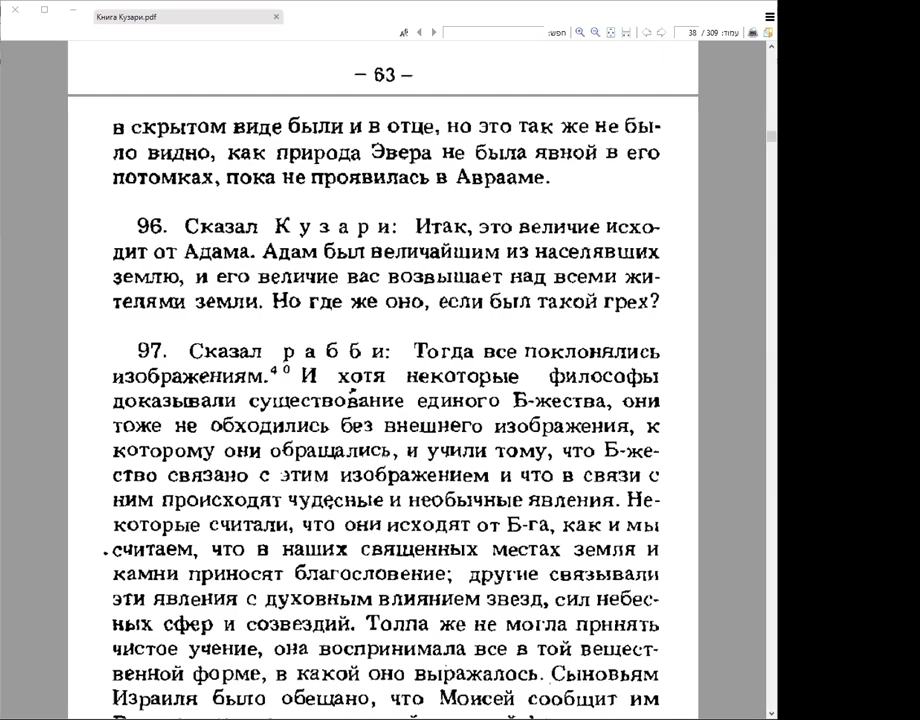 Книга Кузари.pdf
עמוד: 38 / 309
חפש:
– 63 –
в скрытом виде были и в отце, но это так же не бы-
ло видно, как природа Эвера не была явной в его
потомках, пока не проявилась в Аврааме.
96. Сказал К у з а р и: Итак, это величие исхо-
дит от Адама. Адам был величайшим из населявших
землю, и его величие вас возвышает над всеми жи-
телями земли. Но где же оно, если был такой грех?
97. Сказал р а б б и: Тогда все поклонялись
изображениям.⁴⁰ И хотя некоторые философы
доказывали существование единого Б-жества, они
тоже не обходились без внешнего изображения, к
которому они обращались, и учили тому, что Б-же-
ство связано с этим изображением и что в связи с
ним происходят чудесные и необычные явления. Не-
которые считали, что они исходят от Б-га, как и мы
считаем, что в наших священных местах земля и
камни приносят благословение; другие связывали
эти явления с духовным влиянием звезд, сил небес-
ных сфер и созвездий. Толпа же не могла принять
чистое учение, она воспринимала все в той вещест-
венной форме, в какой оно выражалось. Сыновьям
Израиля было обещано, что Моисей сообщит им